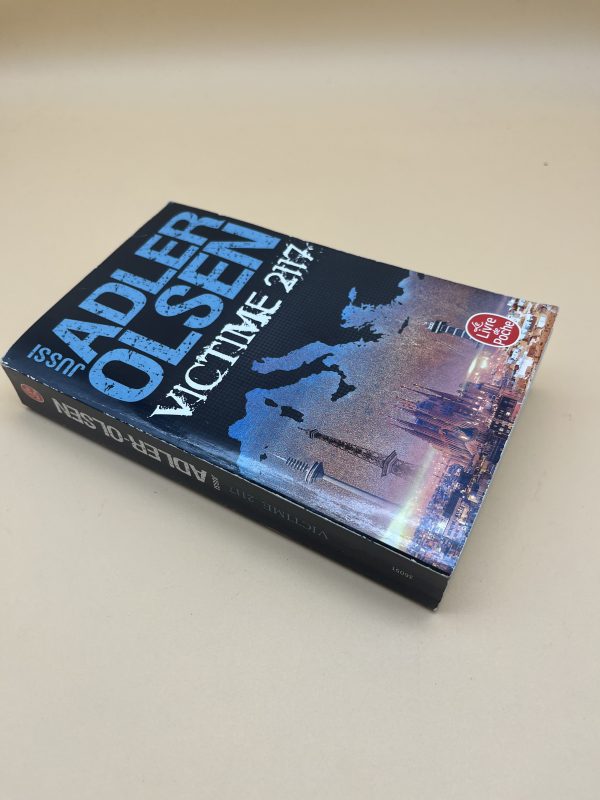 JUSSI
ADLER
OLSEN
VICTIME 2117
Le
Livre
de
Poche
JUSSI
ADLER OLSEN
VICTIME 2117